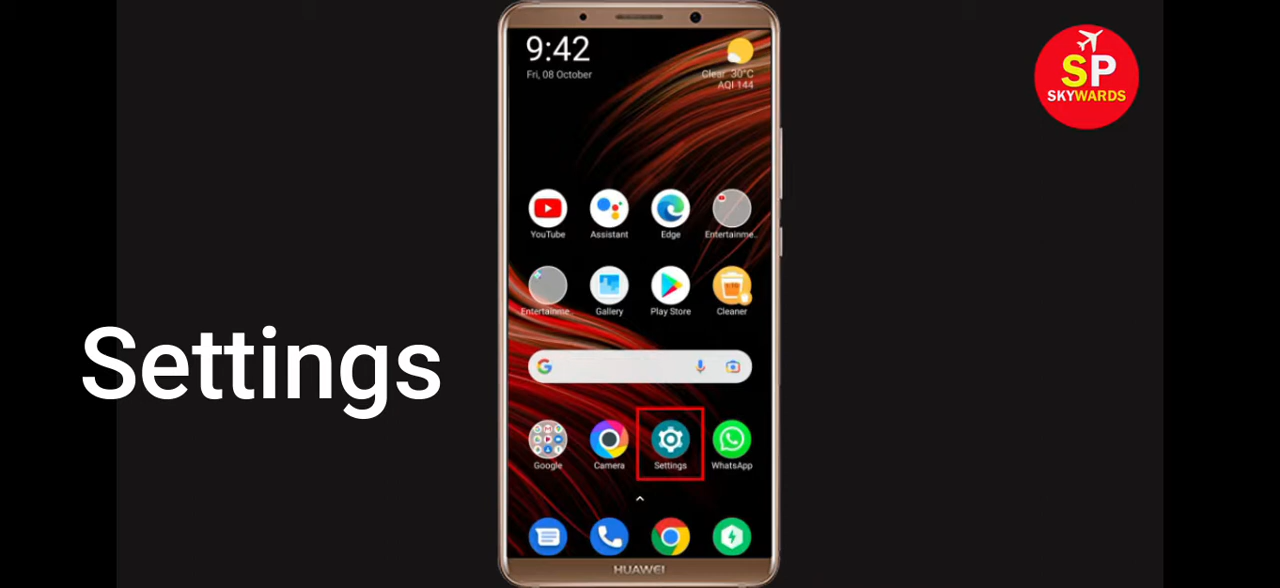 9:42
Fri, 08 October
Clear 30°C
AQI 144
SP
SKYWARDS
YouTube
Assistant
Edge
Entertainme..
Entertainme..
Gallery
Play Store
Cleaner
Settings
Google
Camera
Settings
WhatsApp
HUAWEI